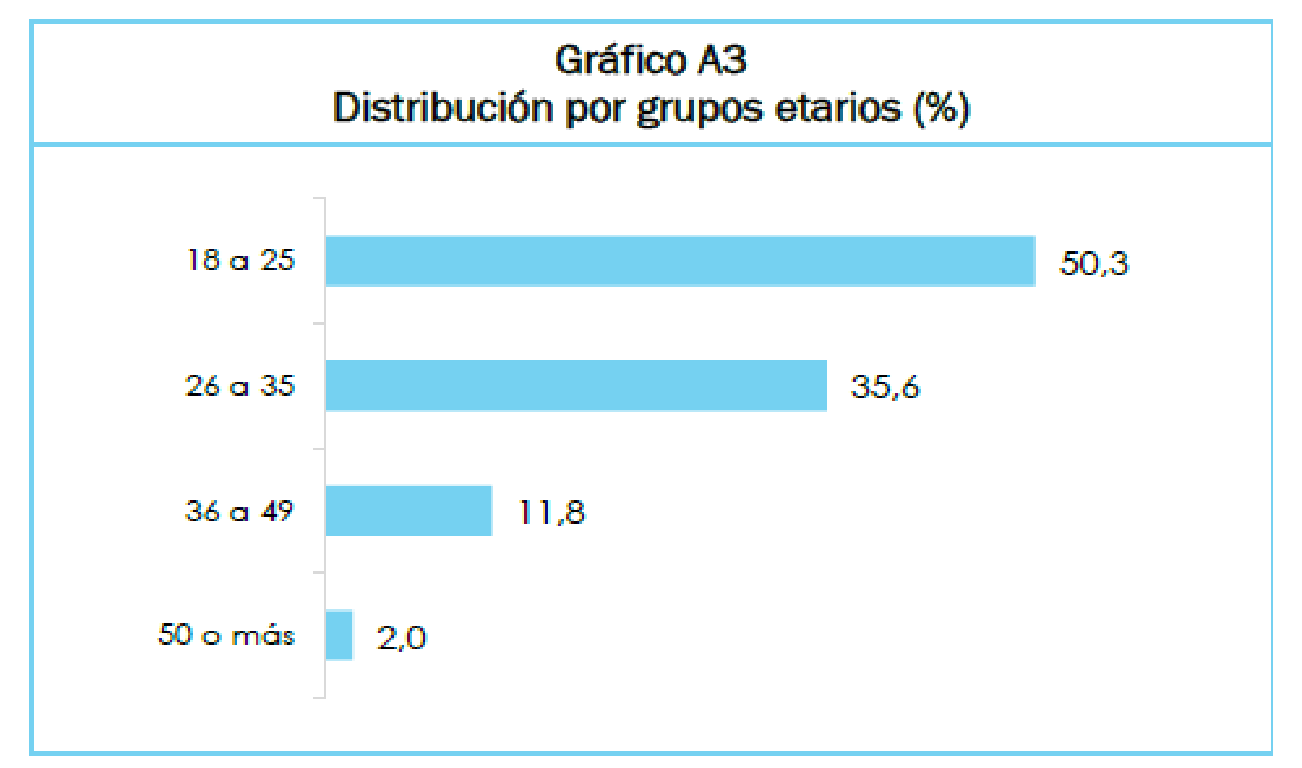 Gráfico A3
Distribución por grupos etarios (%)
18 a 25 50,3
26 a 35 35,6
36 a 49 11,8
50 o más 2,0